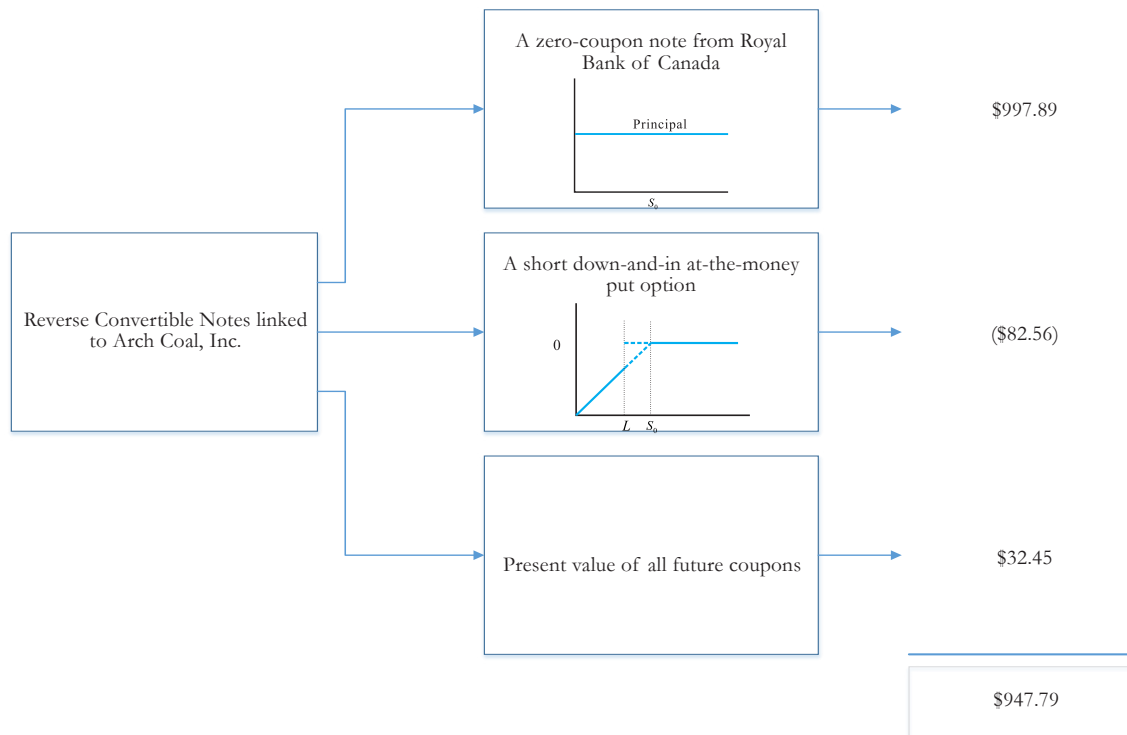 A zero-coupon note from Royal
Bank of Canada
Principal
S₀
$997.89
Reverse Convertible Notes linked
to Arch Coal, Inc.
A short down-and-in at-the-money
put option
0
L S₀
($82.56)
Present value of all future coupons
$32.45
$947.79